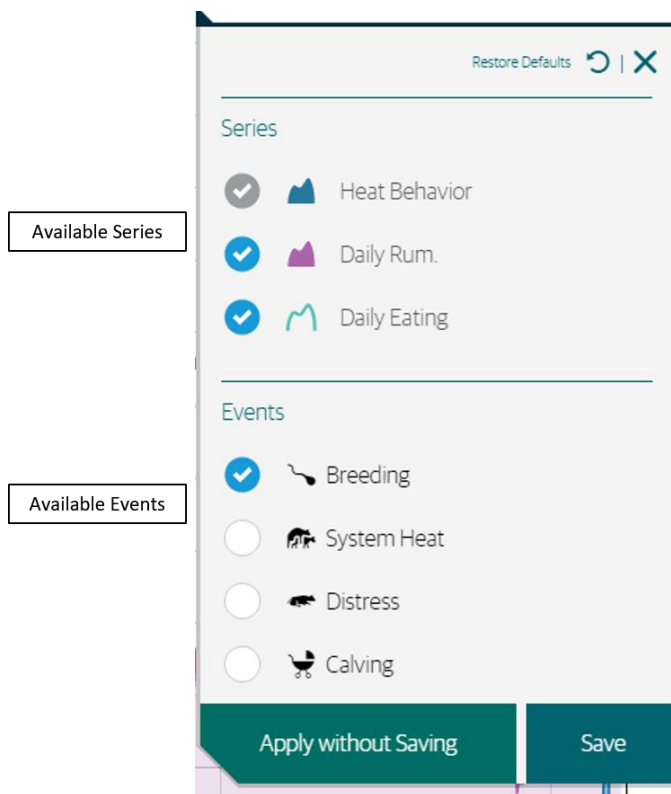 Restore Defaults
Series
Heat Behavior
Available Series
Daily Rum.
Daily Eating
Events
Breeding
Available Events
System Heat
Distress
Calving
Apply without Saving
Save